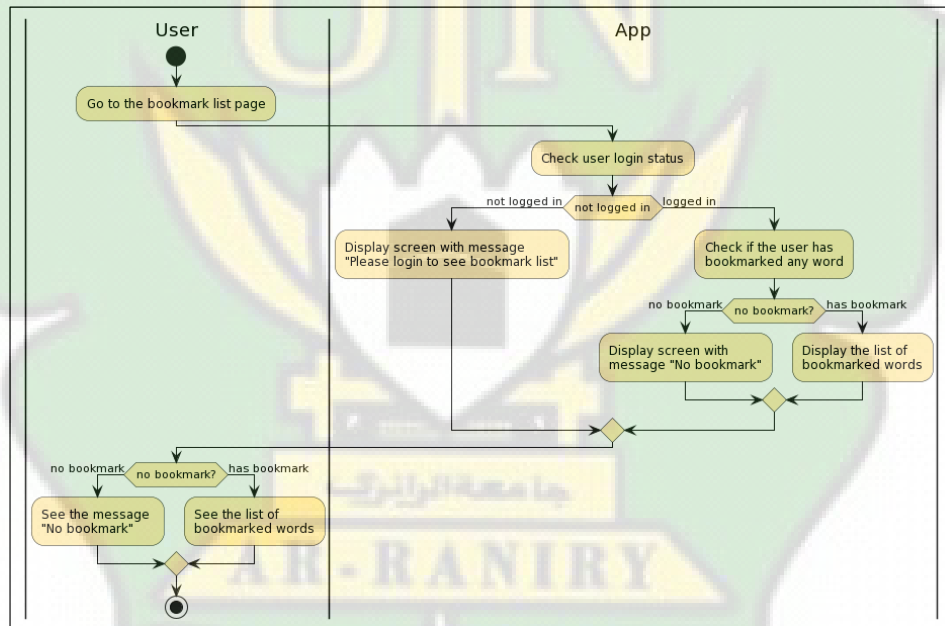 User
App
Go to the bookmark list page
Check user login status
not logged in
not logged in
logged in
Display screen with message
"Please login to see bookmark list"
Check if the user has
bookmarked any word
no bookmark
no bookmark?
has bookmark
Display screen with
message "No bookmark"
Display the list of
bookmarked words
no bookmark
no bookmark?
has bookmark
See the message
"No bookmark"
See the list of
bookmarked words
UIN
جامعة الرانري
AR-RANIRY